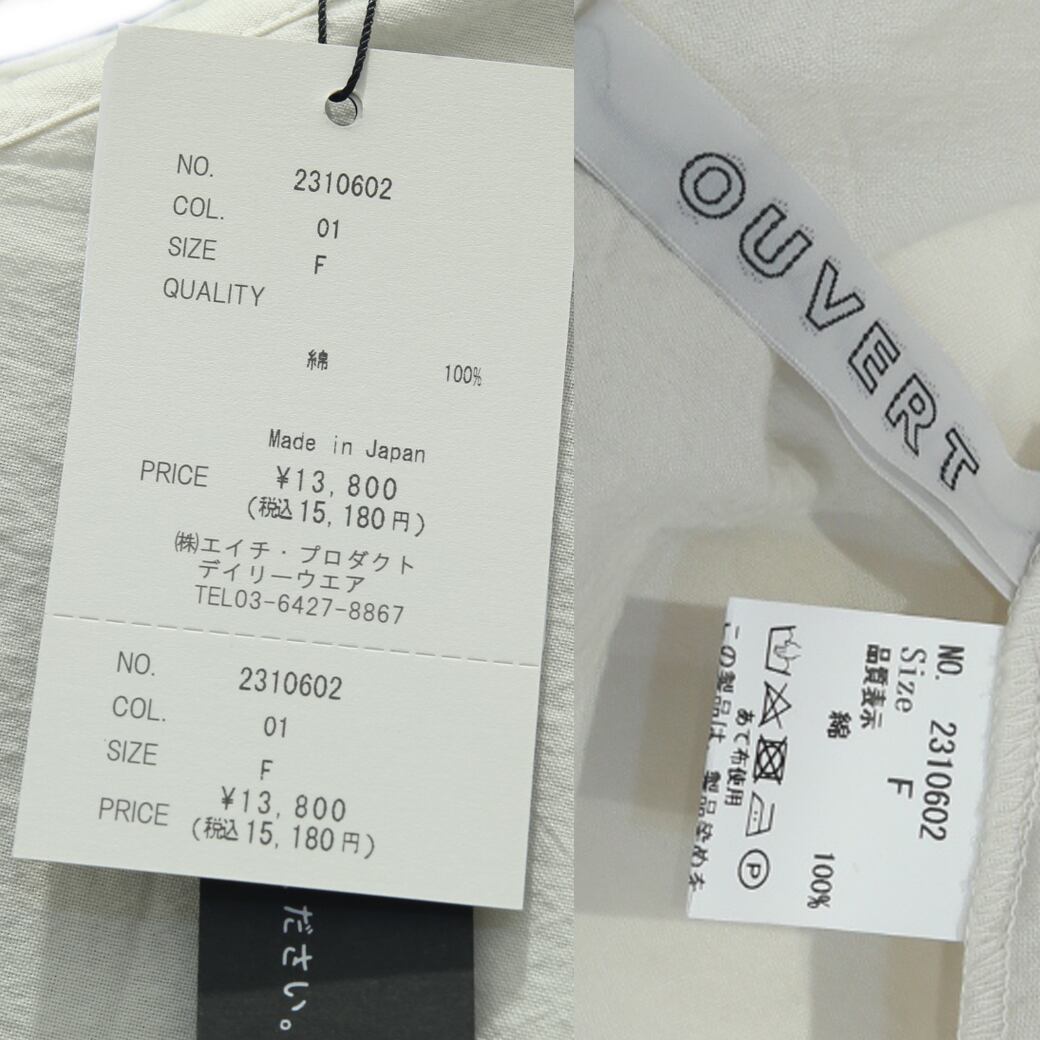 NO. 2310602
COL. 01
SIZE F
QUALITY
綿 100%
Made in Japan
PRICE ¥13,800
(税込15,180円)
㈱エイチ・プロダクト
デイリーウエア
TEL03-6427-8867
NO. 2310602
COL. 01
SIZE F
PRICE ¥13,800
(税込15,180円)
ださい。
OUVERT
NO. 2310602
Size F
品質表示
綿 100%
P
あて布使用
この製品は、製品染めを